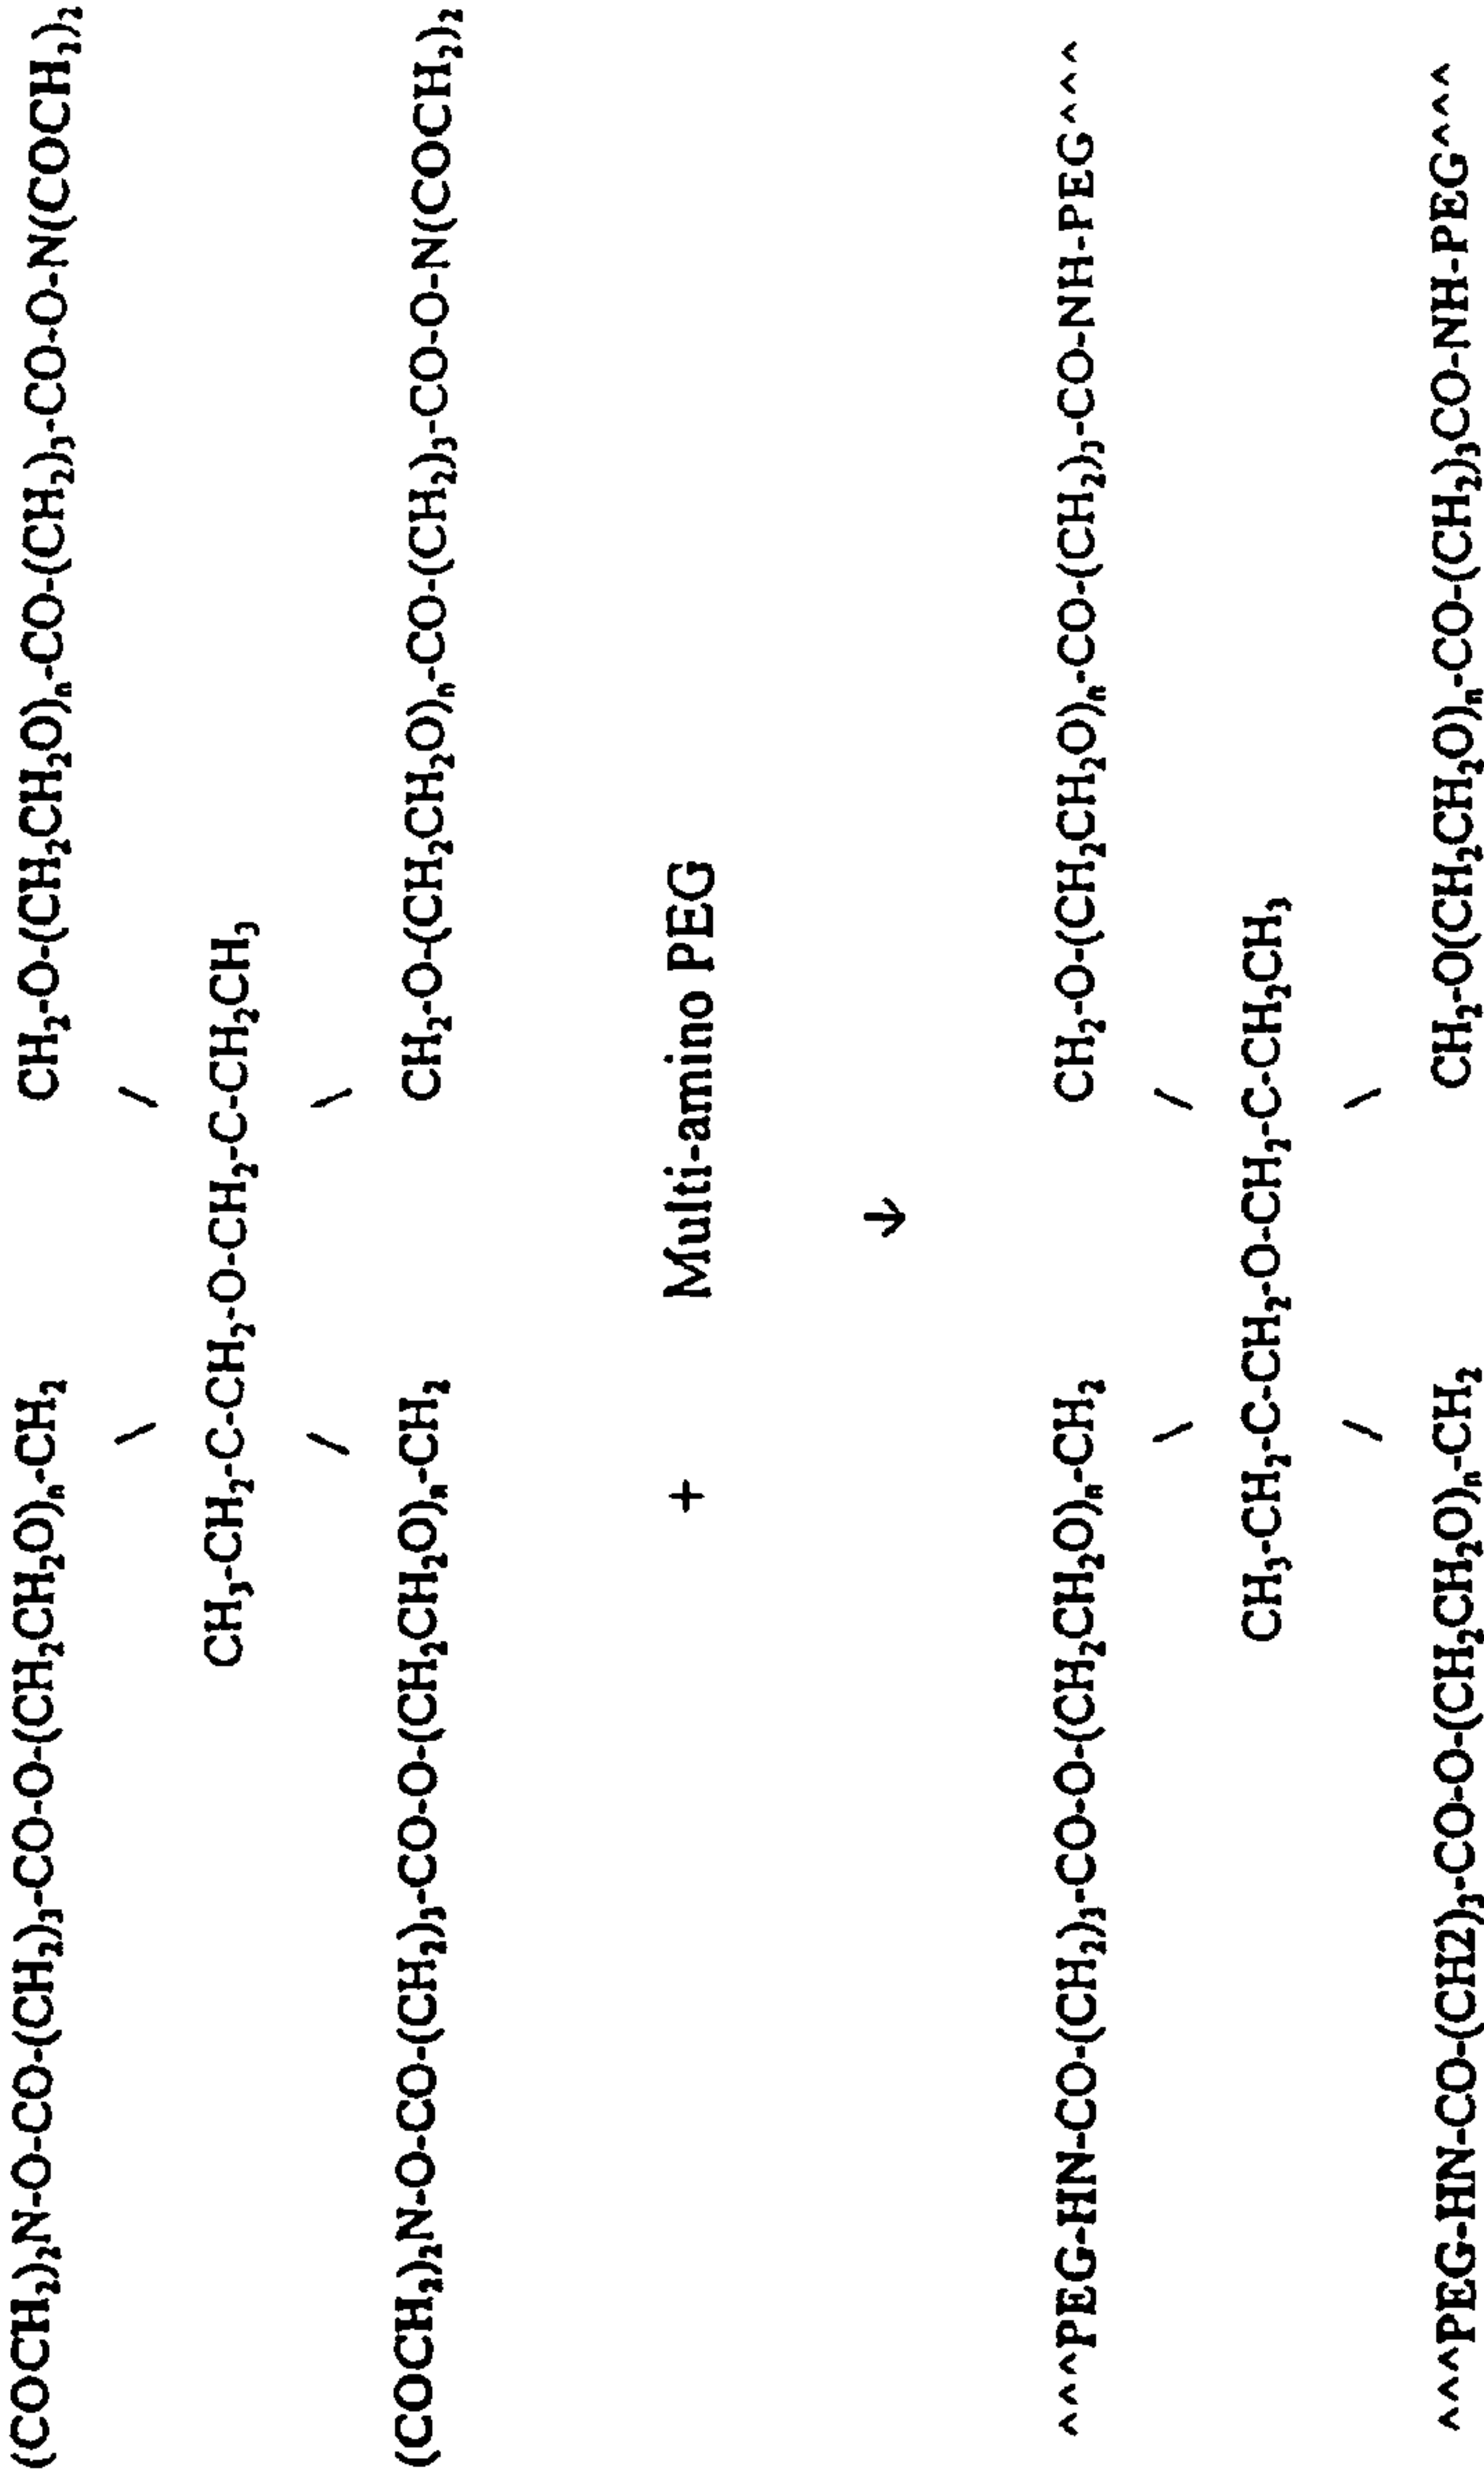 (COCH₂)₂N-O-CO-(CH₂)₃-CO-O-(CH₂CH₂O)ₙ-CH₂ CH₂-O-(CH₂CH₂O)ₙ-CO-(CH₂)₃-CO-O-N(COCH₂)₂
\ /
CH₃-CH₂-C-CH₂-O-CH₂-C-CH₂CH₃
/ \
(COCH₂)₂N-O-CO-(CH₂)₃-CO-O-(CH₂CH₂O)ₙ-CH₂ CH₂-O-(CH₂CH₂O)ₙ-CO-(CH₂)₃-CO-O-N(COCH₂)₂
+ Multi-amino PEG
↓
^^^PEG-HN-CO-(CH₂)₃-CO-O-(CH₂CH₂O)ₙ-CH₂ CH₂-O-(CH₂CH₂O)ₙ-CO-(CH₂)₃-CO-NH-PEG^^^
\ /
CH₃-CH₂-C-CH₂-O-CH₂-C-CH₂CH₃
/ \
^^^PEG-HN-CO-(CH2)₃-CO-O-(CH₂CH₂O)ₙ-CH₂ CH₂-O(CH₂CH₂O)ₙ-CO-(CH₂)₃CO-NH-PEG^^^